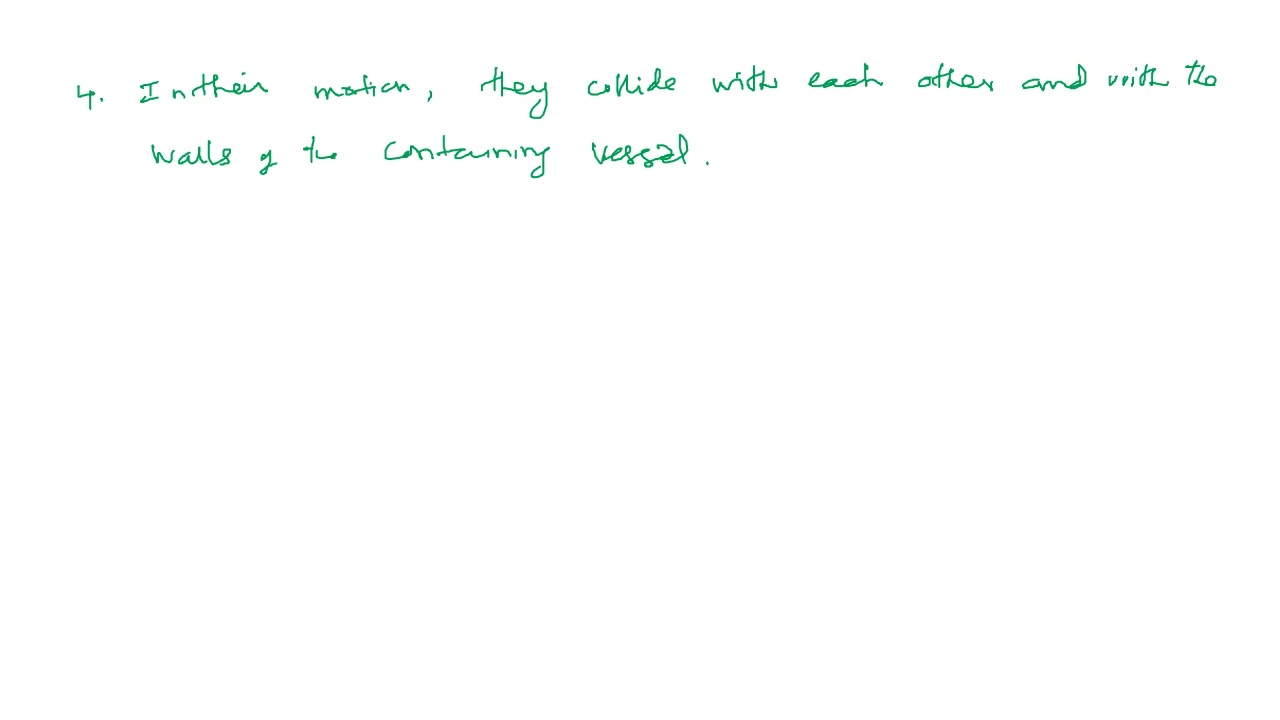 4. In their motion, they collide with each other and with the
walls of the containing vessel.